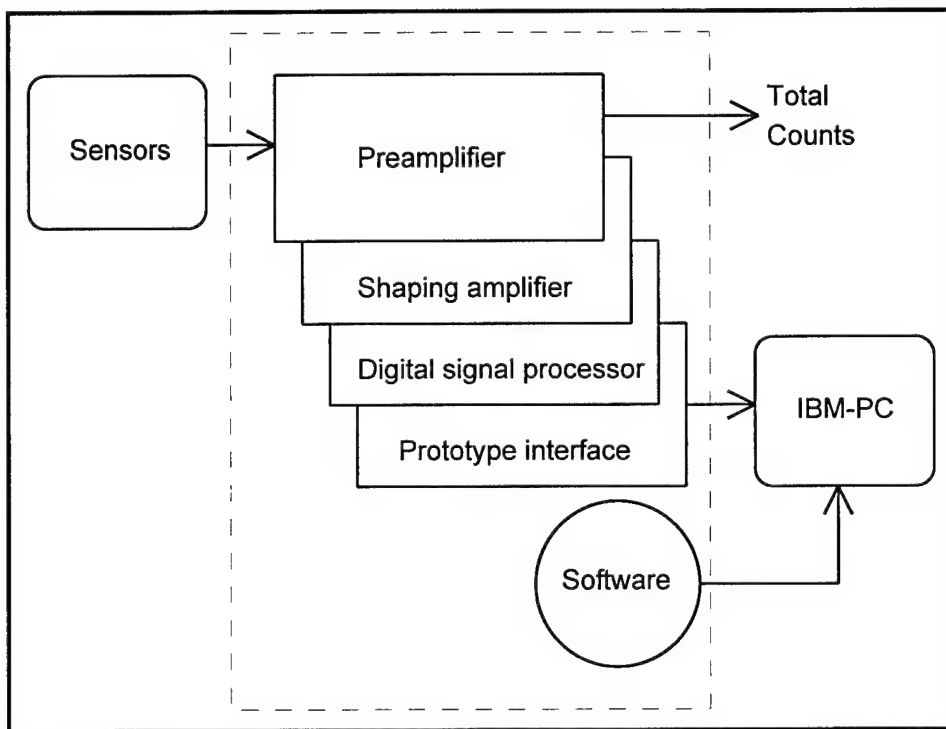 Sensors
Preamplifier
Total
Counts
Shaping amplifier
Digital signal processor
Prototype interface
IBM-PC
Software